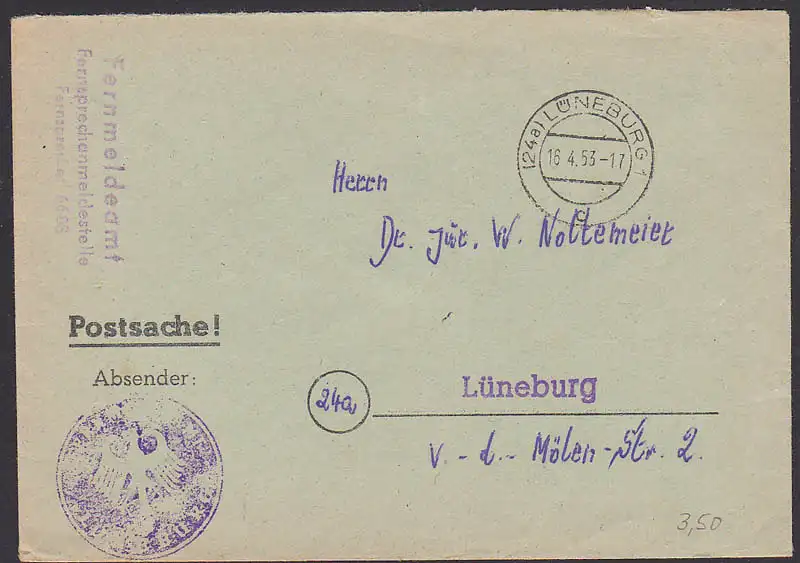 Fernmeldeamt
Fernsprechanmeldestelle
Fernsprecher
(24a) LÜNEBURG 1
16.4.53-17
d
Herrn
Dr. jur. W. Noltemeier
Postsache!
Absender:
24a
Lüneburg
v.-d.-Mölen-Str. 2.
3,50